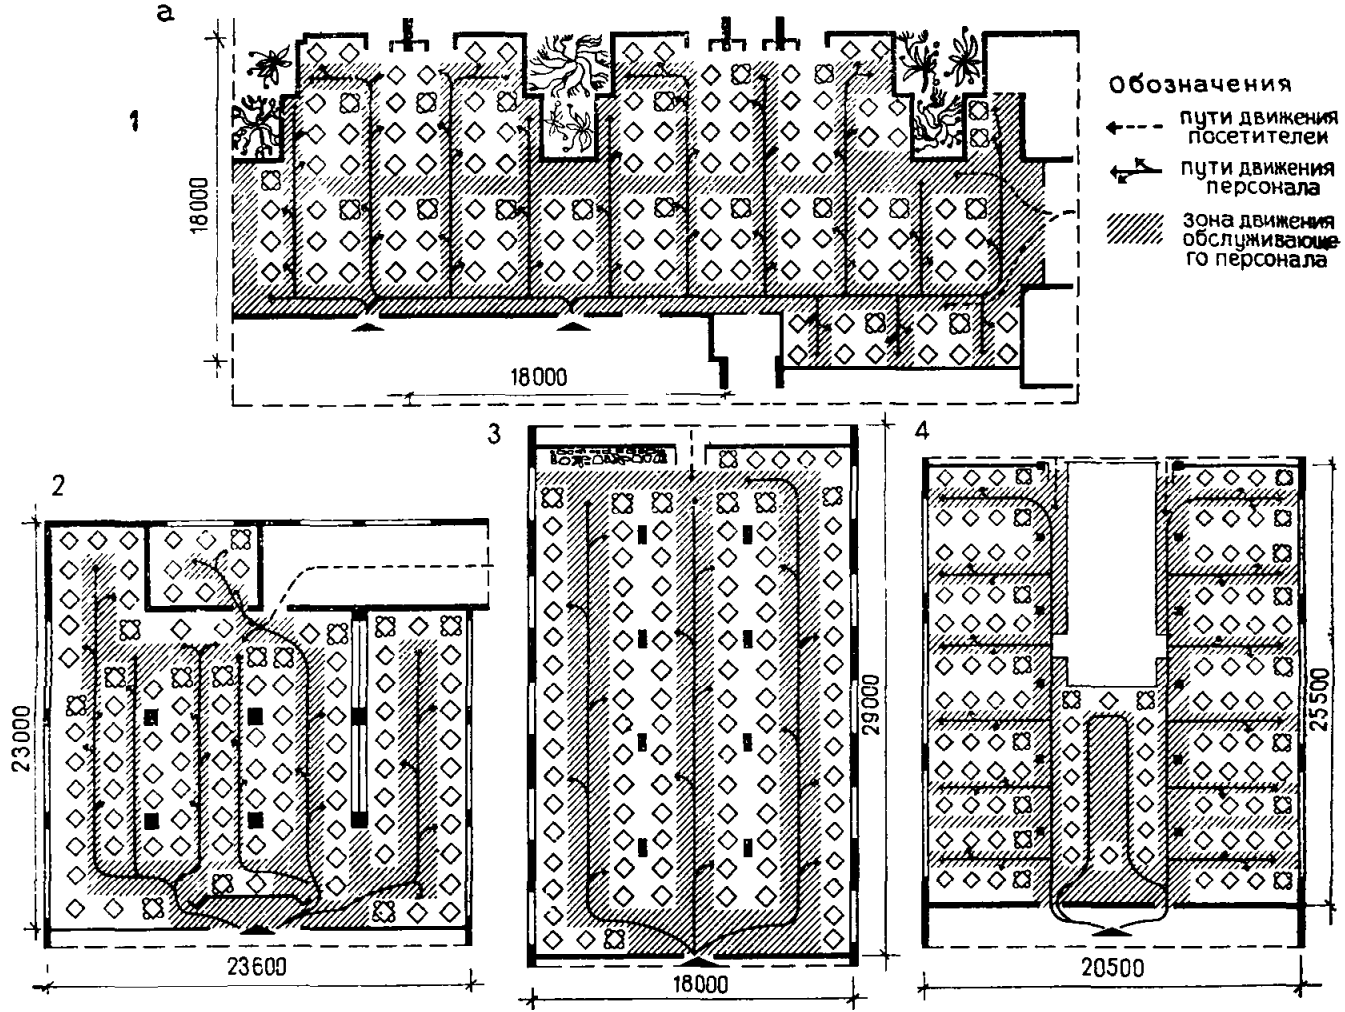 а
1
Обозначения
пути движения
посетителей
пути движения
персонала
зона движения
обслуживающе-
го персонала
18000
18000
2
3
4
23000
23600
29000
18000
25500
20500